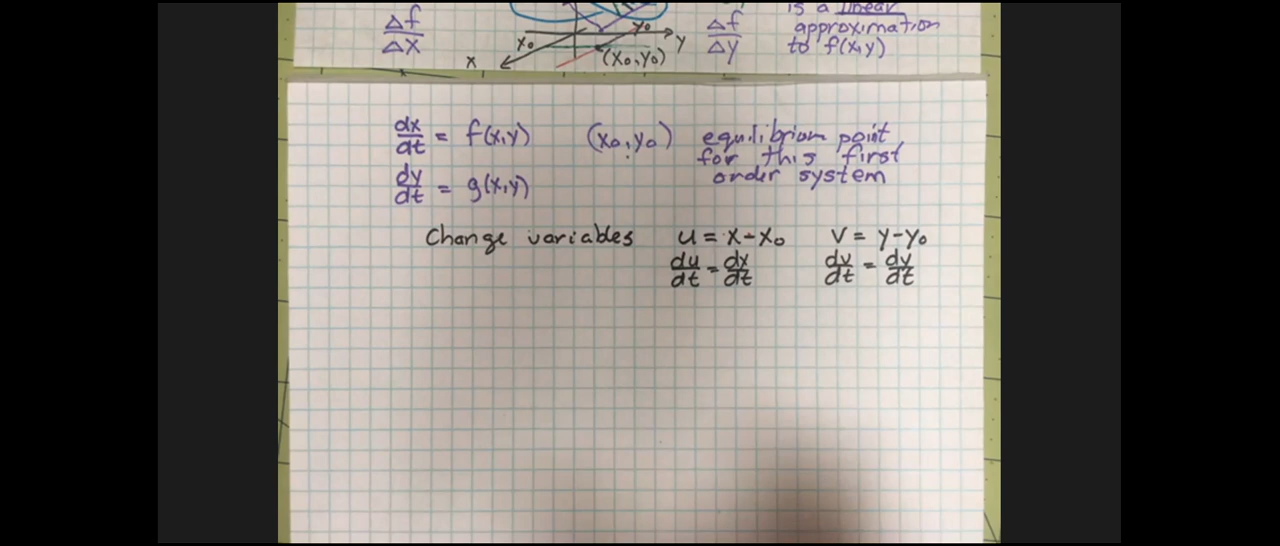 Δf
Δx
x₀
x
y₀
y
(x₀,y₀)
Δf
Δy
is a linear
approximation
to f(x,y)
dx/dt = f(x,y)
dy/dt = g(x,y)
(x₀,y₀)
equilibrium point
for this first
order system
Change variables u = x-x₀ v = y-y₀
du/dt = dx/dt dv/dt = dy/dt